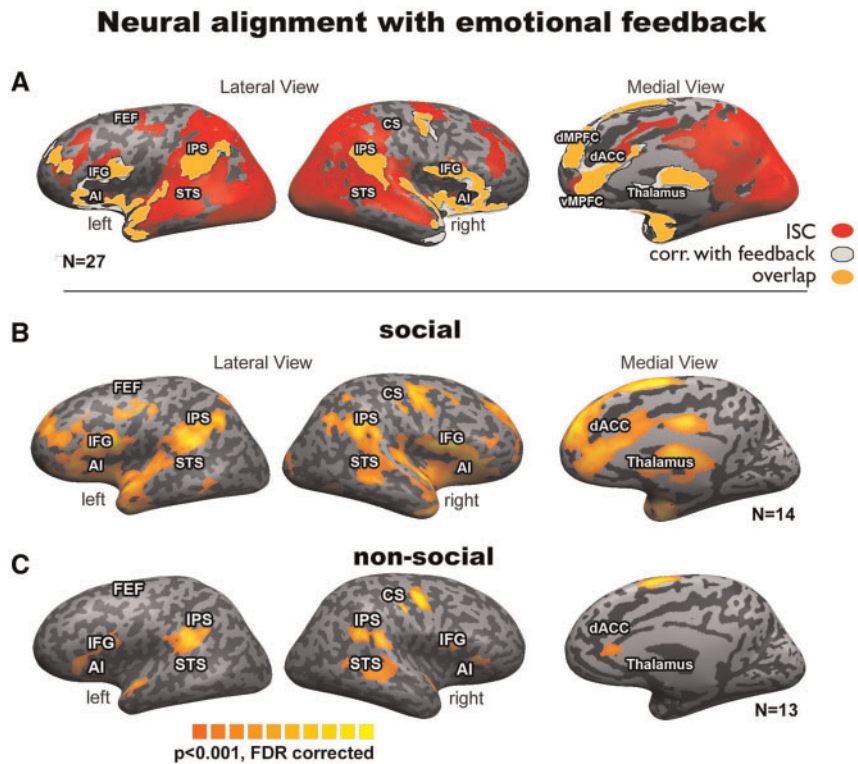 Neural alignment with emotional feedback
A
Lateral View
Medial View
FEF
IPS
IFG
AI
STS
left
CS
IPS
IFG
STS
AI
right
dMPFC
dACC
vMPFC
Thalamus
N=27
ISC
corr. with feedback
overlap
B
social
Lateral View
Medial View
FEF
IPS
IFG
AI
STS
left
CS
IPS
IFG
STS
AI
right
dACC
Thalamus
N=14
C
non-social
FEF
IPS
IFG
AI
STS
left
CS
IPS
IFG
STS
AI
right
dACC
Thalamus
N=13
p<0.001, FDR corrected